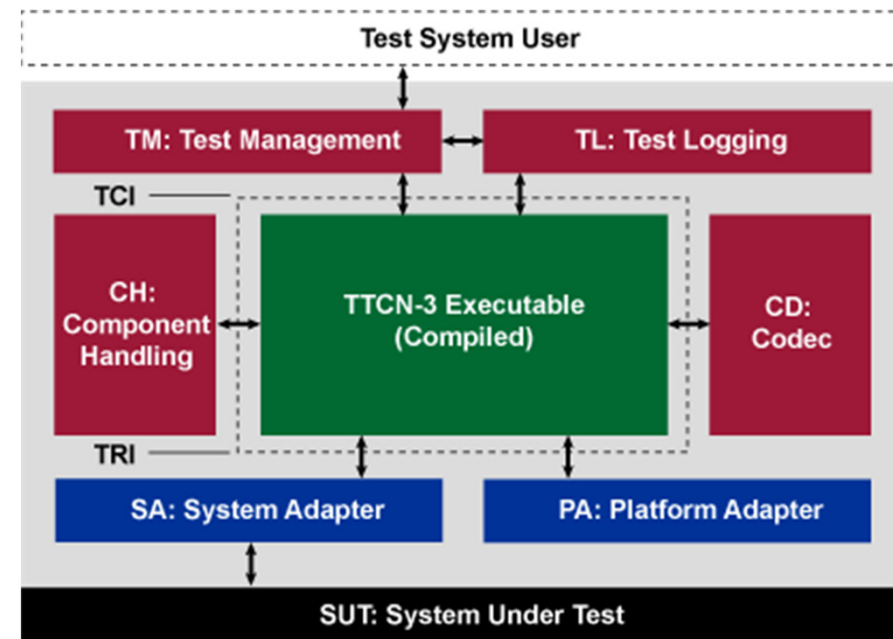 Test System User
TM: Test Management
TL: Test Logging
TCI
CH:
Component
Handling
TTCN-3 Executable
(Compiled)
CD:
Codec
TRI
SA: System Adapter
PA: Platform Adapter
SUT: System Under Test